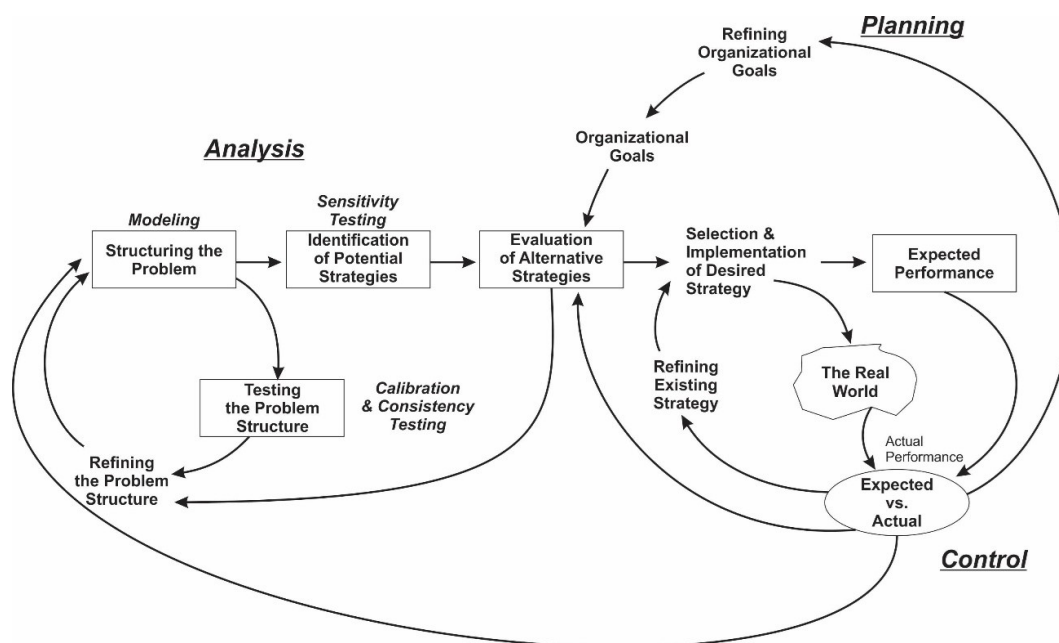 Planning
Refining
Organizational
Goals
Organizational
Goals
Analysis
Modeling
Structuring the
Problem
Sensitivity
Testing
Identification
of Potential
Strategies
Evaluation
of Alternative
Strategies
Selection &
Implementation
of Desired
Strategy
Expected
Performance
Testing
the Problem
Structure
Calibration
& Consistency
Testing
Refining
Existing
Strategy
The Real
World
Actual
Performance
Refining
the Problem
Structure
Expected
vs.
Actual
Control